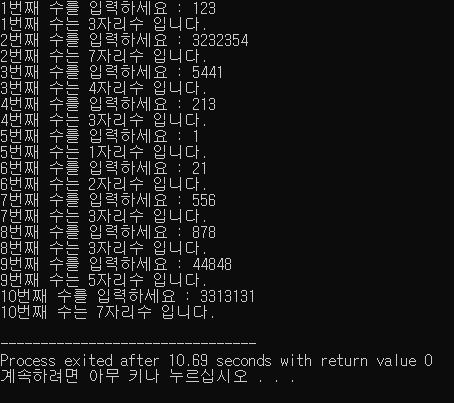 1번째 수를 입력하세요 : 123
1번째 수는 3자리수 입니다.
2번째 수를 입력하세요 : 3232354
2번째 수는 7자리수 입니다.
3번째 수를 입력하세요 : 5441
3번째 수는 4자리수 입니다.
4번째 수를 입력하세요 : 213
4번째 수는 3자리수 입니다.
5번째 수를 입력하세요 : 1
5번째 수는 1자리수 입니다.
6번째 수를 입력하세요 : 21
6번째 수는 2자리수 입니다.
7번째 수를 입력하세요 : 556
7번째 수는 3자리수 입니다.
8번째 수를 입력하세요 : 878
8번째 수는 3자리수 입니다.
9번째 수를 입력하세요 : 44848
9번째 수는 5자리수 입니다.
10번째 수를 입력하세요 : 3313131
10번째 수는 7자리수 입니다.
--------------------------------
Process exited after 10.69 seconds with return value 0
계속하려면 아무 키나 누르십시오 . . .